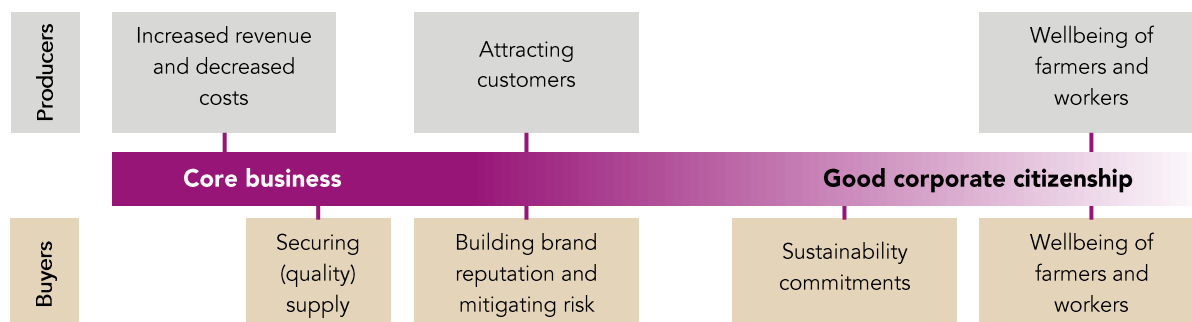 Producers
Increased revenue
and decreased
costs
Attracting
customers
Wellbeing of
farmers and
workers
Core business
Good corporate citizenship
Buyers
Securing
(quality)
supply
Building brand
reputation and
mitigating risk
Sustainability
commitments
Wellbeing of
farmers and
workers